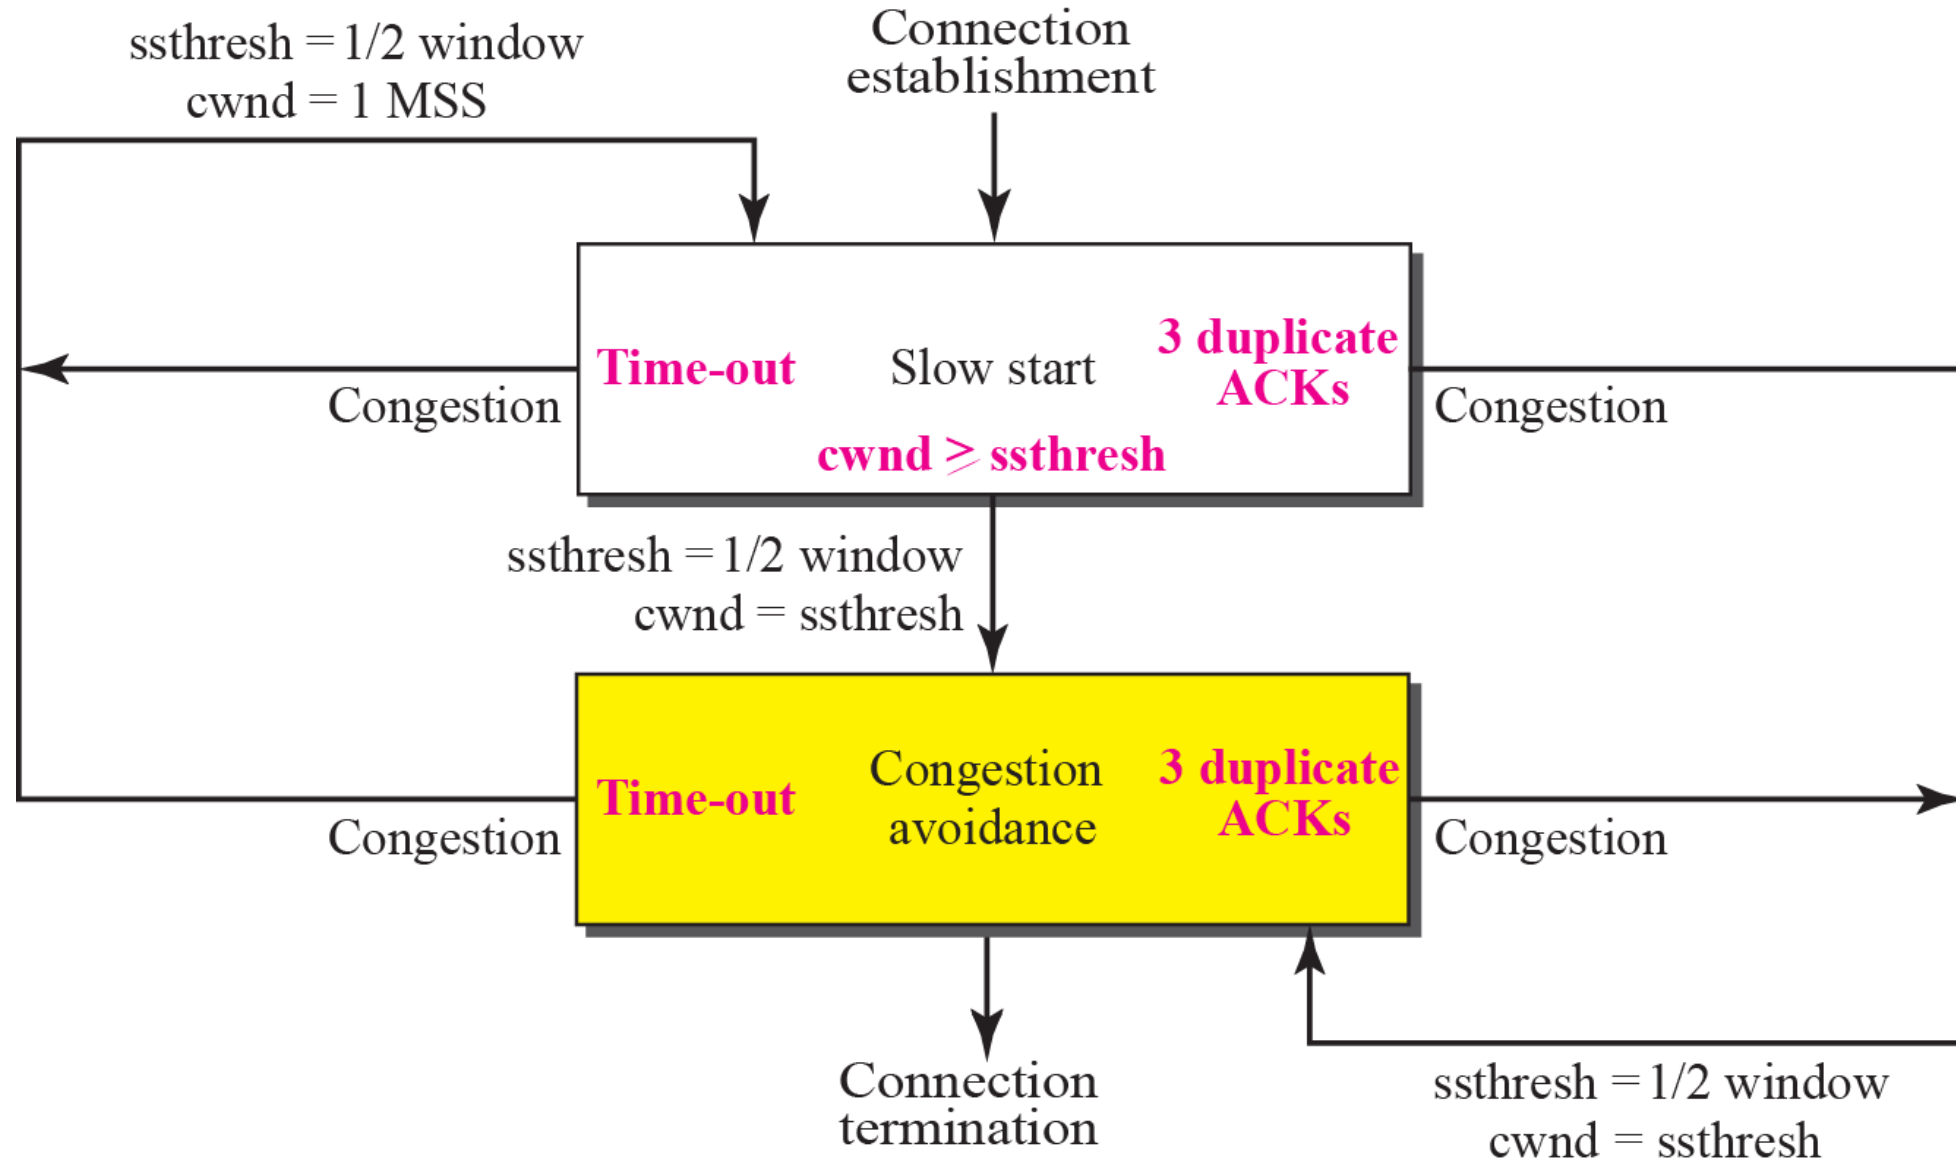 ssthresh = 1/2 window
cwnd = 1 MSS
Connection
establishment
Time-out
Slow start
3 duplicate
ACKs
cwnd ≥ ssthresh
Congestion
Congestion
ssthresh = 1/2 window
cwnd = ssthresh
Time-out
Congestion
avoidance
3 duplicate
ACKs
Congestion
Congestion
Connection
termination
ssthresh = 1/2 window
cwnd = ssthresh